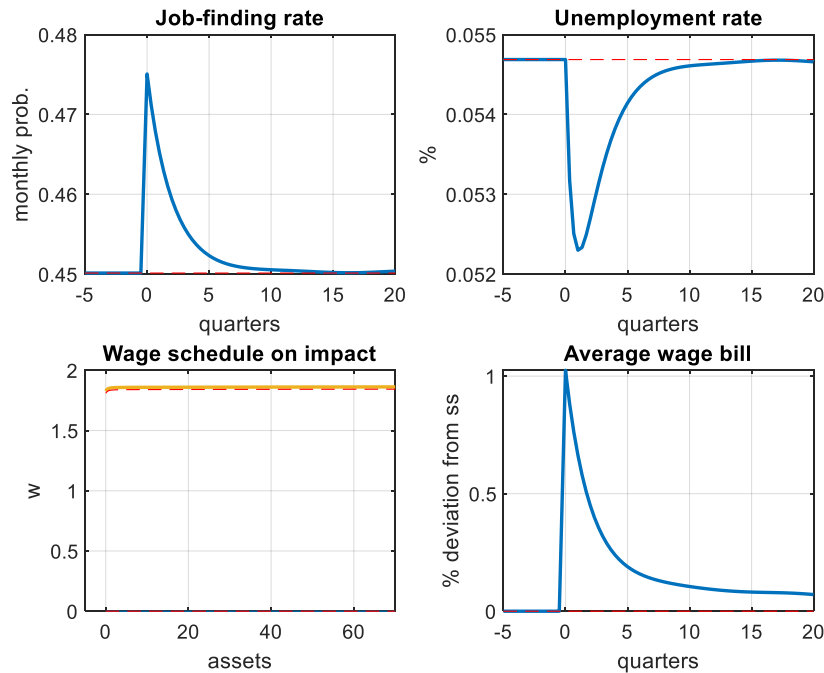 Job-finding rate
0.48
0.47
0.46
0.45
monthly prob.
-5 0 5 10 15 20
quarters
Unemployment rate
0.055
0.054
0.053
0.052
%
-5 0 5 10 15 20
quarters
Wage schedule on impact
2
1.5
1
0.5
0
w
0 20 40 60
assets
Average wage bill
1
0.5
0
% deviation from ss
-5 0 5 10 15 20
quarters